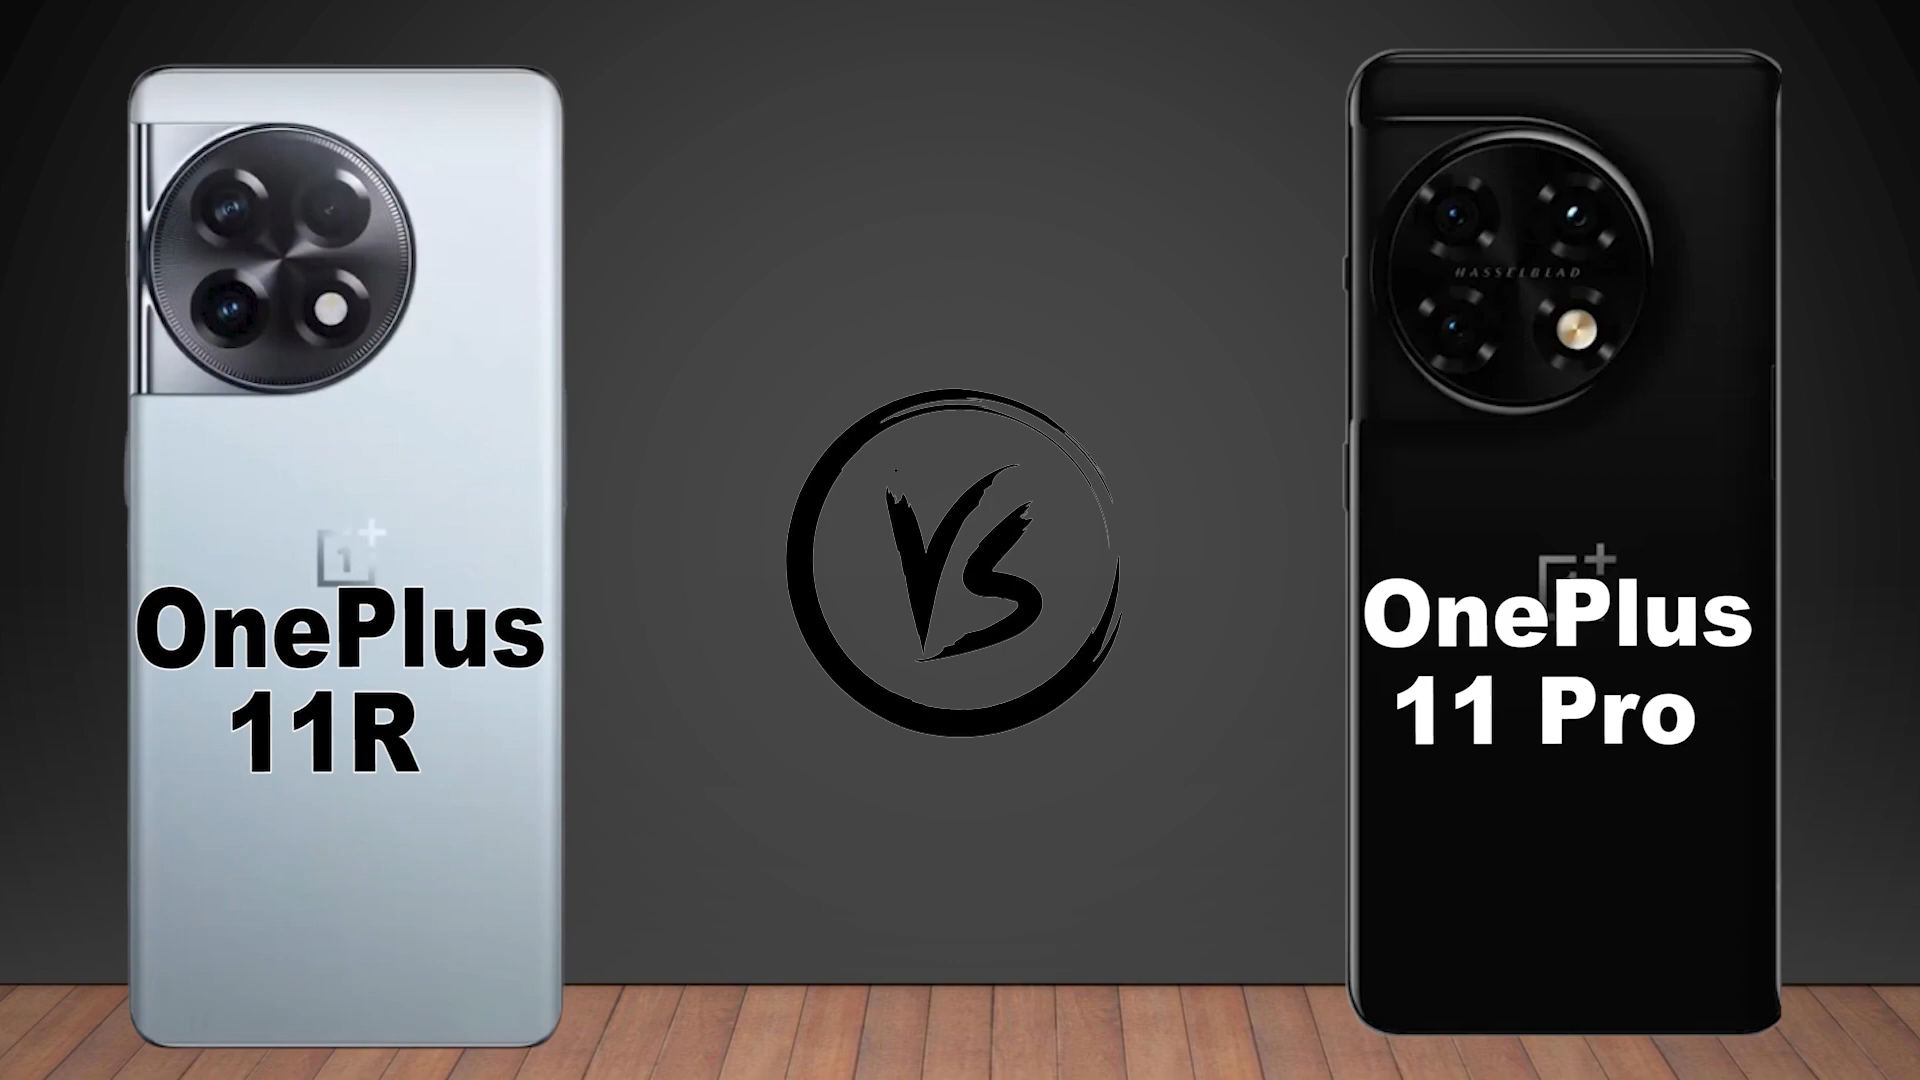 OnePlus
11R
VS
HASSELBLAD
OnePlus
11 Pro